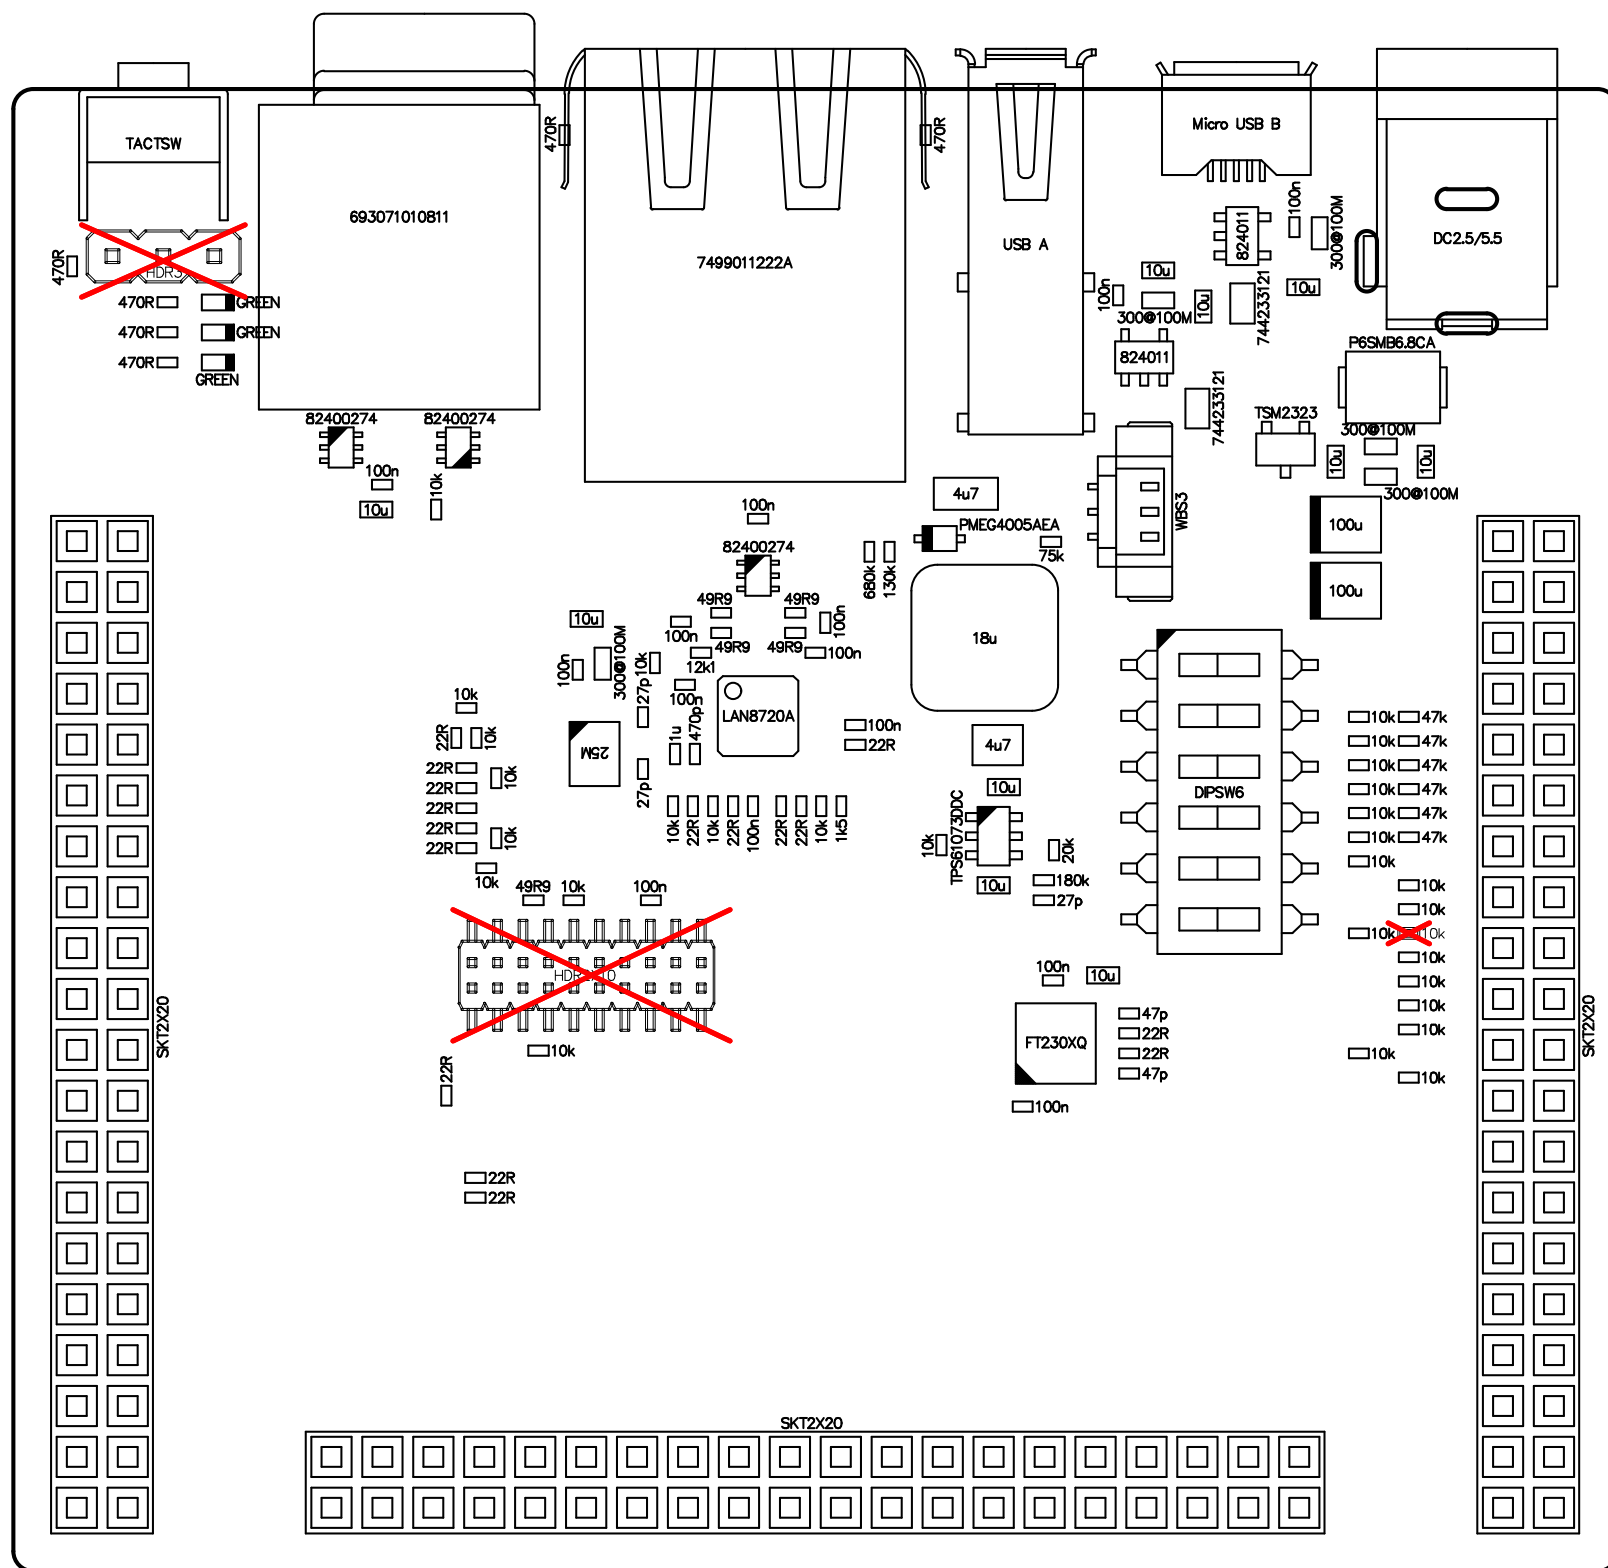 TACTSW
693071010811
470R
7499011222A
470R
USB A
Micro USB B
824011
100n
300@100M
DC2.5/5.5
470R
HDR3
470R
GREEN
470R
GREEN
470R
GREEN
100n
10u
300@100M
10u
744233121
10u
824011
744233121
P6SMB6.8CA
TSM2323
300@100M
10u
10u
300@100M
82400274
82400274
100n
10u
10k
100n
82400274
4u7
PMEG4005AEA
75k
680k
130k
WBS3
100u
100u
18u
10u
100n
300@100M
10k
100n
49R9
49R9
49R9
49R9
100n
100n
12k1
100n
27p
LAN8720A
1u
470p5
25M
27p
100n
22R
4u7
10u
10k
22R
10k
22R
22R
22R
22R
22R
10k
10k
10k
10k
22R
10k
22R
100n
22R
22R
10k
1k5
TPS61073DDC
10k
20k
10u
180k
27p
DIPSW6
10k
47k
10k
47k
10k
47k
10k
47k
10k
47k
10k
47k
10k
10k
10k
10k
10k
10k
10k
10k
10k
10k
10k
49R9
10k
100n
HDR2X10
10k
22R
22R
22R
100n
10u
FT230XQ
47p
22R
22R
47p
100n
SKT2X20
SKT2X20
SKT2X20